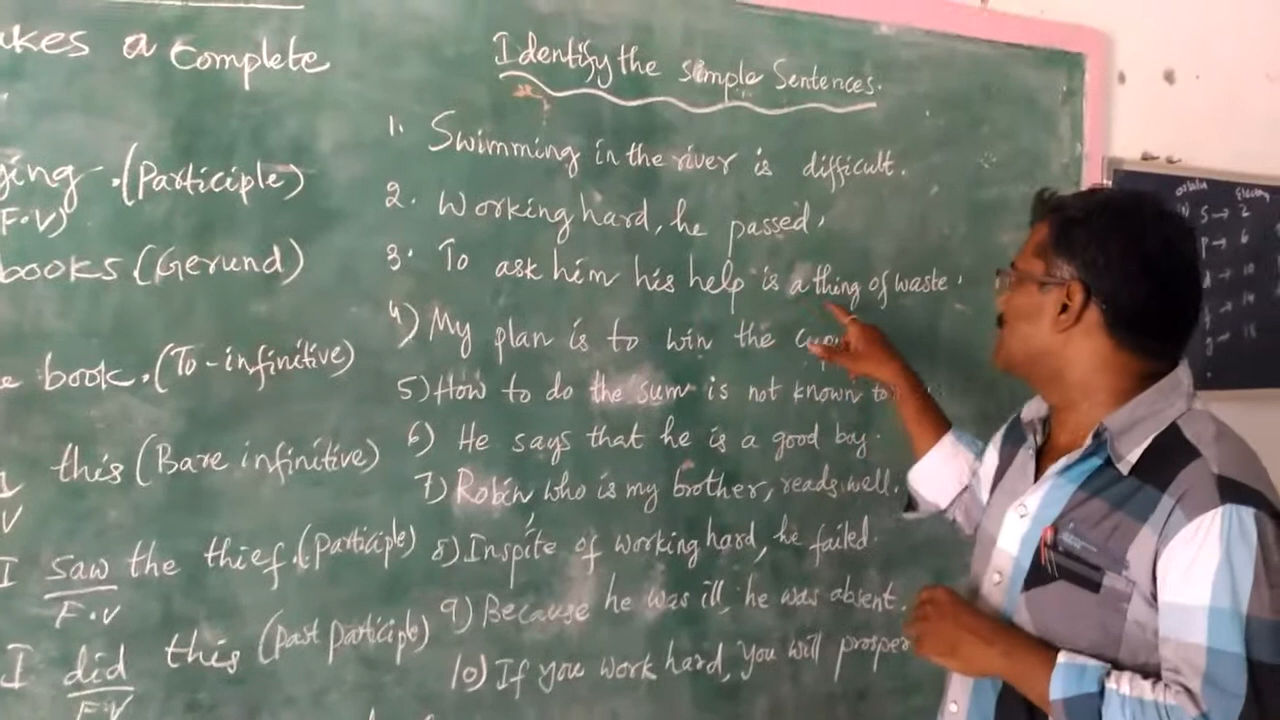 akes a complete
ging. (Participle)
F.V)
books (Gerund)
e book. (To-infinitive)
this (Bare infinitive)
V
I saw the thief. (Participle)
F.V
I did this (past participle)
F.V
Identify the simple Sentences.
1. Swimming in the river is difficult.
2. Working hard, he passed.
3. To ask him his help is a thing of waste.
4) My plan is to win the cup
5) How to do the sum is not known to
6) He says that he is a good boy.
7) Robin, who is my brother, reads well.
8) Inspite of working hard, he failed.
9) Because he was ill, he was absent.
10) If you work hard, you will prosper
S → 2
P → 6
d → 10